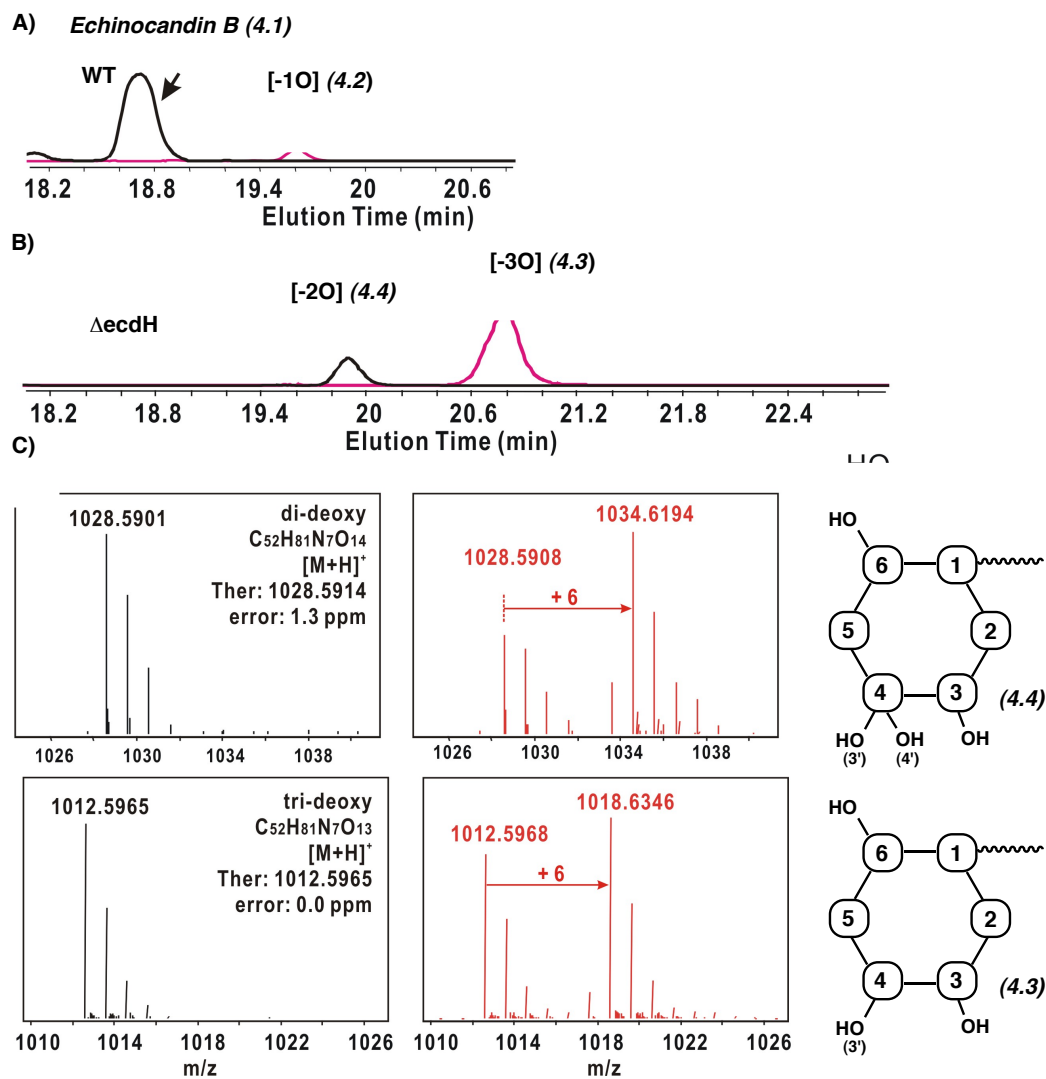 A) Echinocandin B (4.1)
WT
[-1O] (4.2)
18.2 18.8 19.4 20 20.6
Elution Time (min)
B)
[-3O] (4.3)
[-2O] (4.4)
ΔecdH
18.2 18.8 19.4 20 20.6 21.2 21.8 22.4
Elution Time (min)
C)
1028.5901
di-deoxy
C52H81N7O14
[M+H]+
Ther: 1028.5914
error: 1.3 ppm
1026 1030 1034 1038
1034.6194
1028.5908
+ 6
1026 1030 1034 1038
HO
6 1
5 2
4 3
(4.4)
HO OH OH
(3') (4')
1012.5965
tri-deoxy
C52H81N7O13
[M+H]+
Ther: 1012.5965
error: 0.0 ppm
1010 1014 1018 1022 1026
m/z
1018.6346
1012.5968
+ 6
1010 1014 1018 1022 1026
m/z
HO
6 1
5 2
4 3
(4.3)
HO OH
(3')